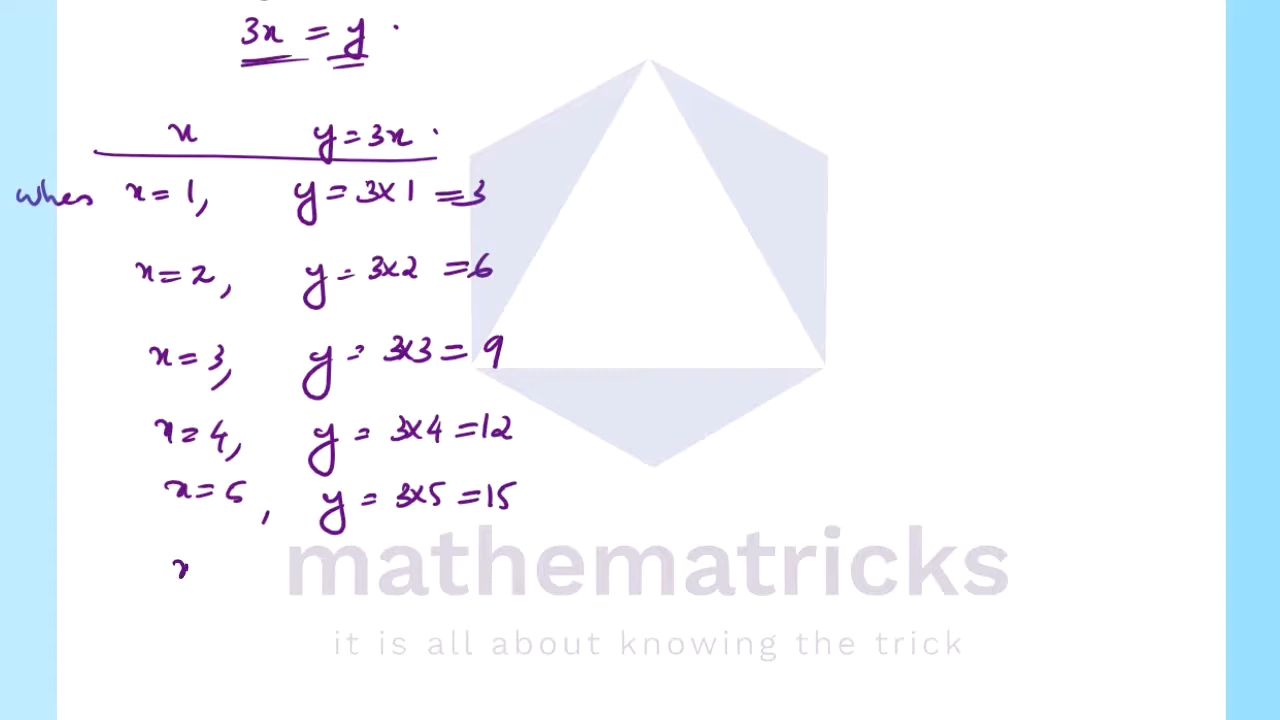 3x = y .
x y = 3x .
when x = 1, y = 3x1 = 3
x = 2, y = 3x2 = 6
x = 3, y = 3x3 = 9
x = 4, y = 3x4 = 12
x = 5, y = 3x5 = 15
x
mathematricks
it is all about knowing the trick